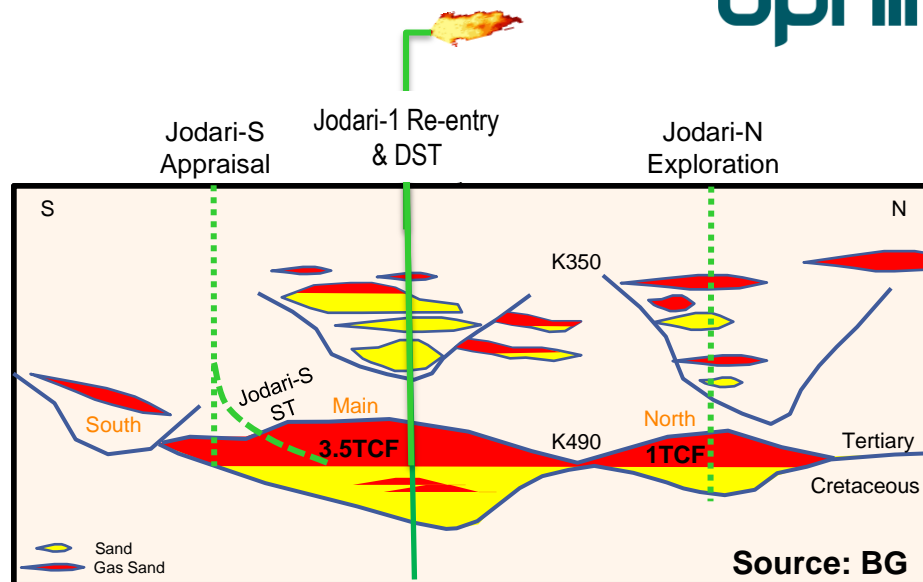 Jodari-S
Appraisal
Jodari-1 Re-entry
& DST
Jodari-N
Exploration
S
N
K350
Jodari-S
ST
South
Main
North
3.5TCF
K490
1TCF
Tertiary
Cretaceous
Sand
Gas Sand
Source: BG